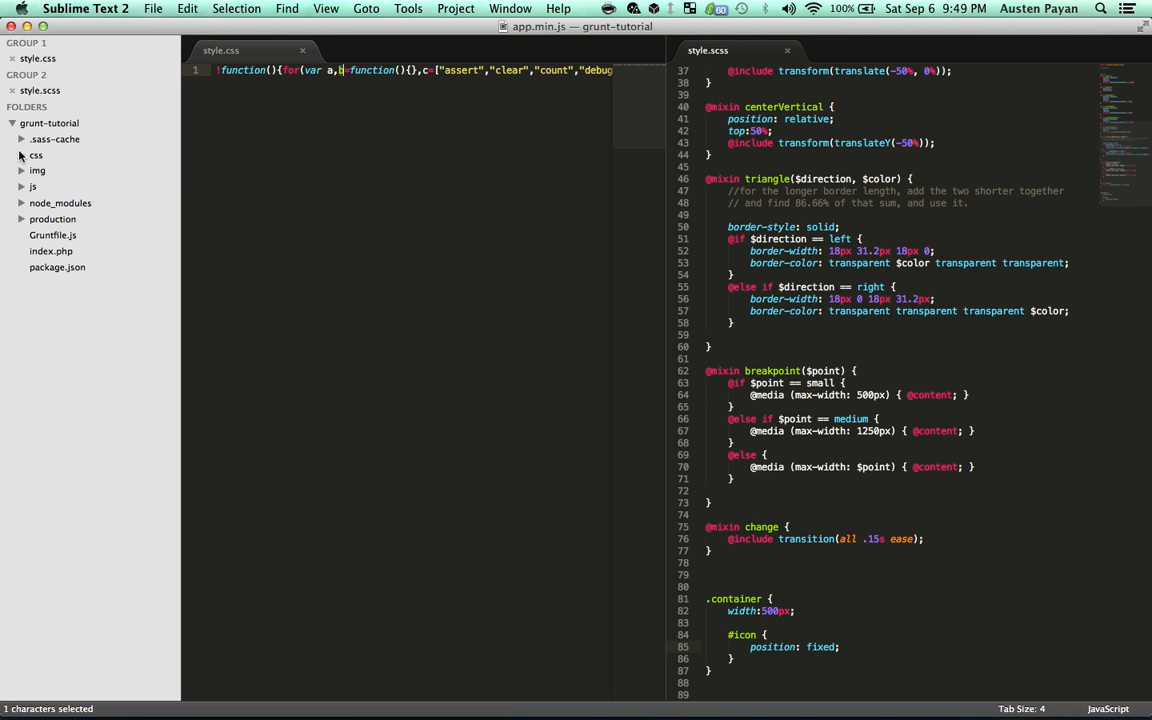 Sublime Text 2 File Edit Selection Find View Goto Tools Project Window Help 60 100% Sat Sep 6 9:49 PM Austen Payan
app.min.js — grunt-tutorial
GROUP 1
style.css
GROUP 2
style.scss
FOLDERS
grunt-tutorial
.sass-cache
css
img
js
node_modules
production
Gruntfile.js
index.php
package.json
style.css
1 !function(){for(var a,b=function(){},c=["assert","clear","count","debug
style.scss
37 @include transform(translate(-50%, 0%));
38 }
39
40 @mixin centerVertical {
41 position: relative;
42 top:50%;
43 @include transform(translateY(-50%));
44 }
45
46 @mixin triangle($direction, $color) {
47 //for the longer border length, add the two shorter together
48 // and find 86.66% of that sum, and use it.
49
50 border-style: solid;
51 @if $direction == left {
52 border-width: 18px 31.2px 18px 0;
53 border-color: transparent $color transparent transparent;
54 }
55 @else if $direction == right {
56 border-width: 18px 0 18px 31.2px;
57 border-color: transparent transparent transparent $color;
58 }
59
60 }
61
62 @mixin breakpoint($point) {
63 @if $point == small {
64 @media (max-width: 500px) { @content; }
65 }
66 @else if $point == medium {
67 @media (max-width: 1250px) { @content; }
68 }
69 @else {
70 @media (max-width: $point) { @content; }
71 }
72
73 }
74
75 @mixin change {
76 @include transition(all .15s ease);
77 }
78
79
80
81 .container {
82 width:500px;
83
84 #icon {
85 position: fixed;
86 }
87 }
88
89
1 characters selected
Tab Size: 4 JavaScript